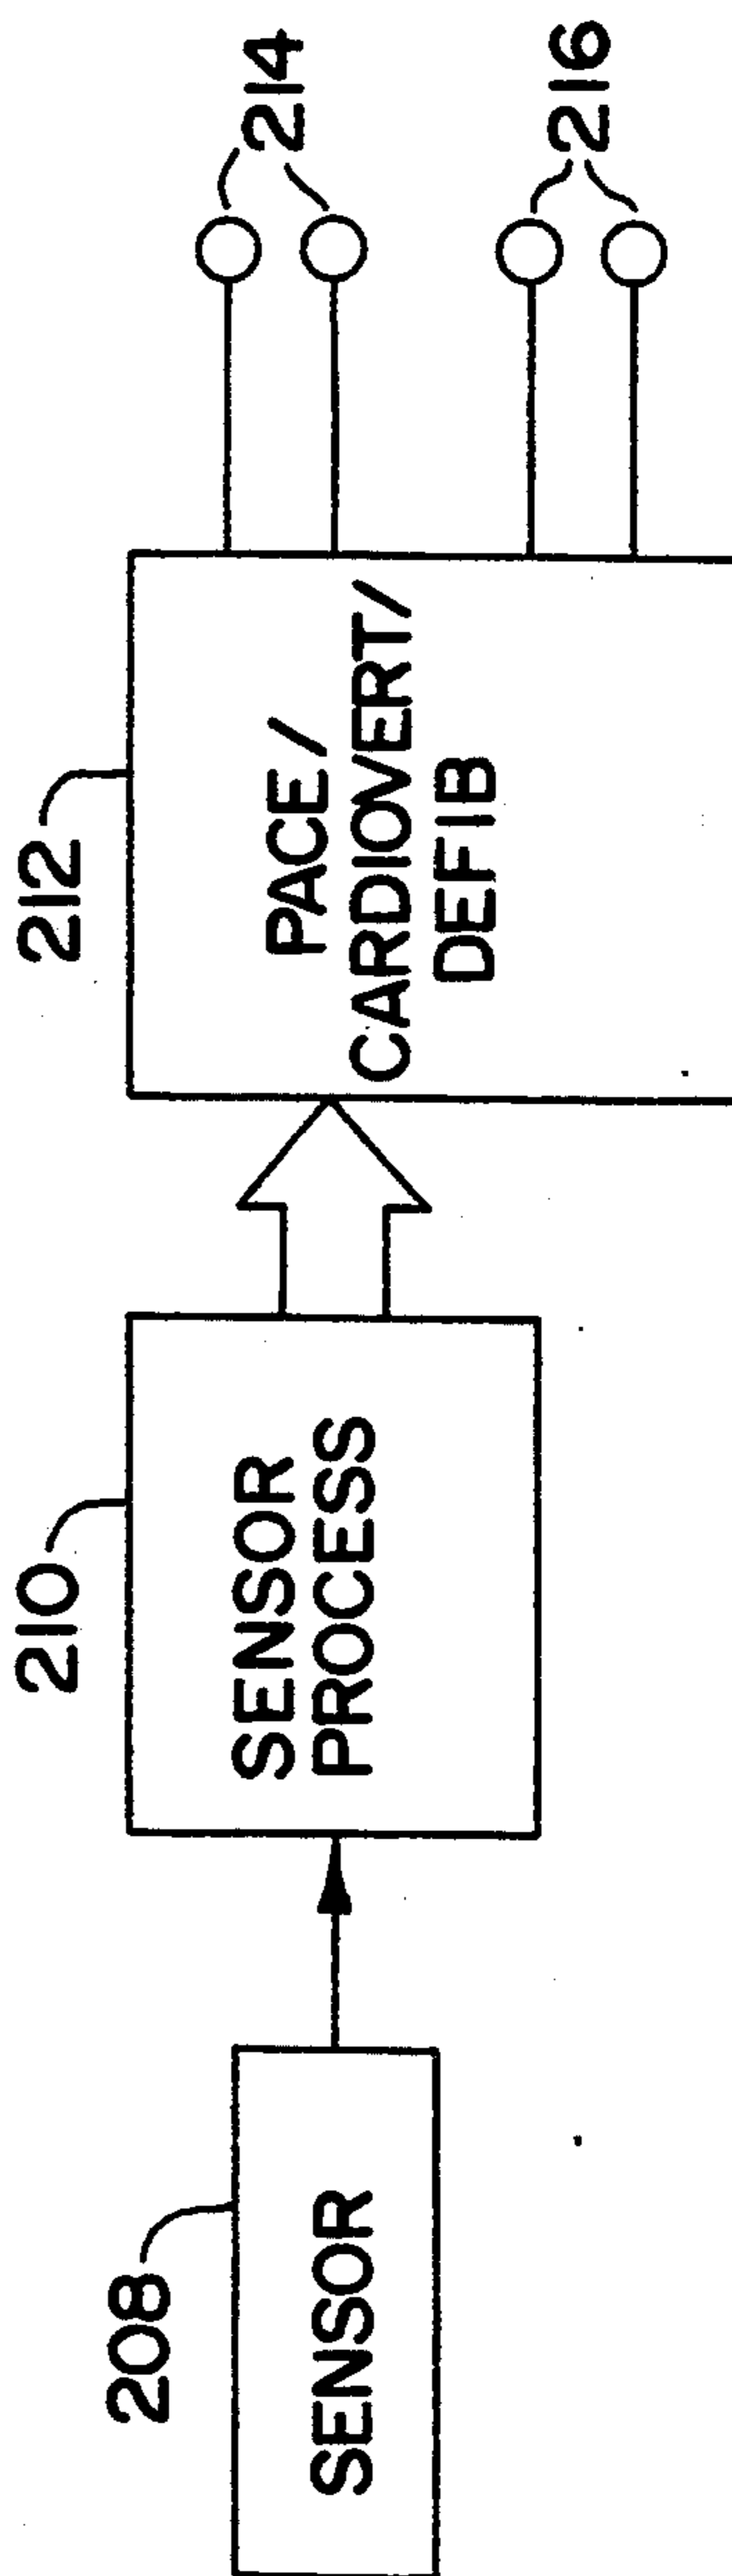 208
SENSOR
210
SENSOR
PROCESS
212
PACE/
CARDIOVERT/
DEFIB
214
216